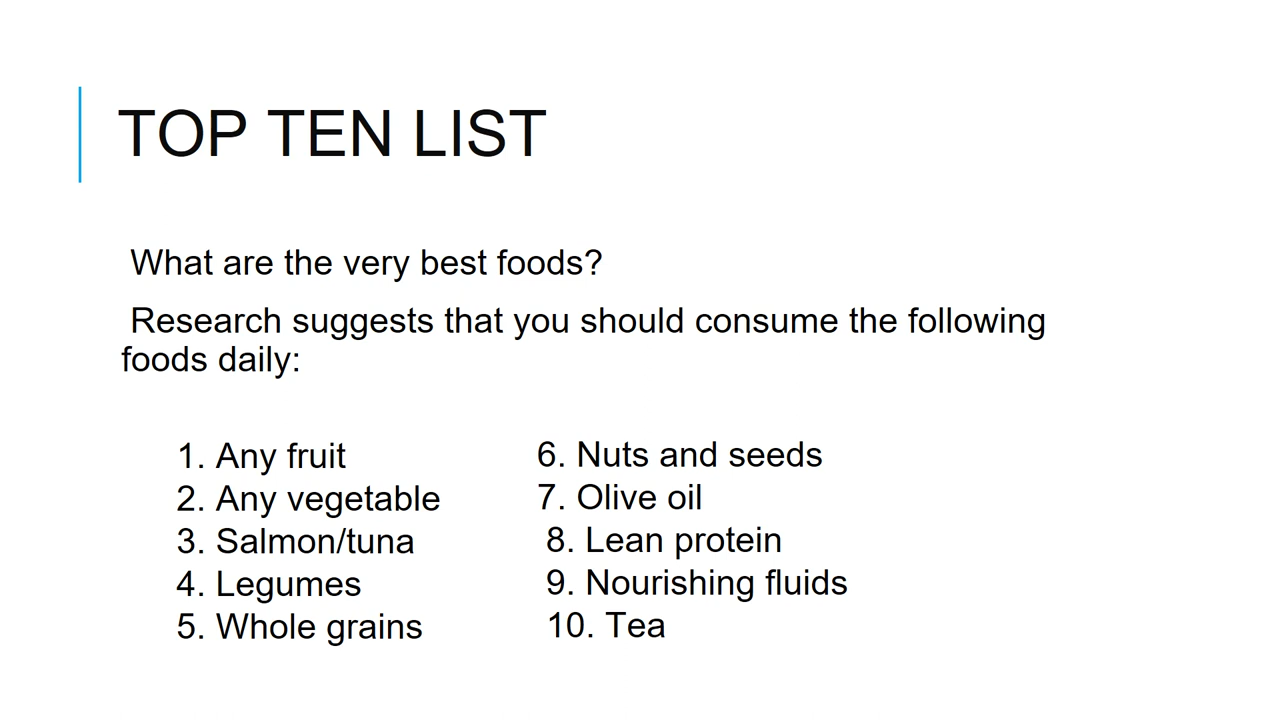 TOP TEN LIST
What are the very best foods?
Research suggests that you should consume the following
foods daily:
1. Any fruit
2. Any vegetable
3. Salmon/tuna
4. Legumes
5. Whole grains
6. Nuts and seeds
7. Olive oil
8. Lean protein
9. Nourishing fluids
10. Tea